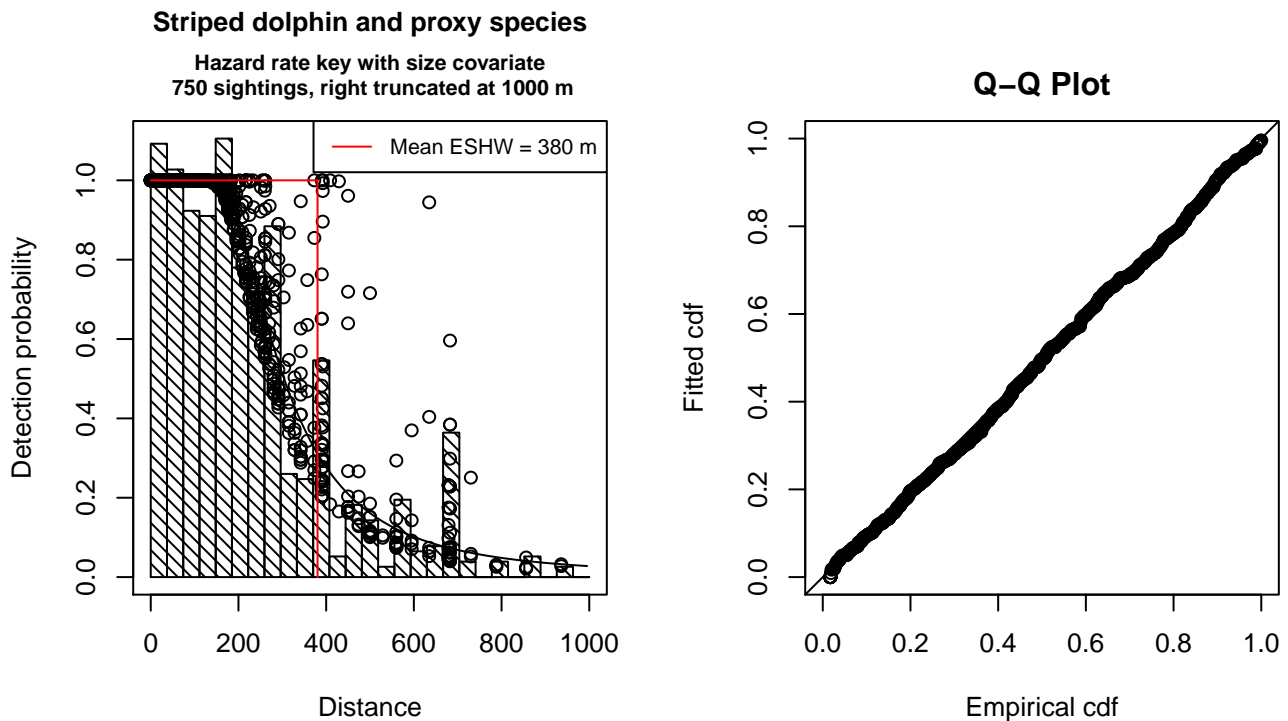 Striped dolphin and proxy species
Hazard rate key with size covariate
750 sightings, right truncated at 1000 m
Mean ESHW = 380 m
Detection probability
0.0 0.2 0.4 0.6 0.8 1.0
0 200 400 600 800 1000
Distance
Q−Q Plot
Fitted cdf
0.0 0.2 0.4 0.6 0.8 1.0
0.0 0.2 0.4 0.6 0.8 1.0
Empirical cdf